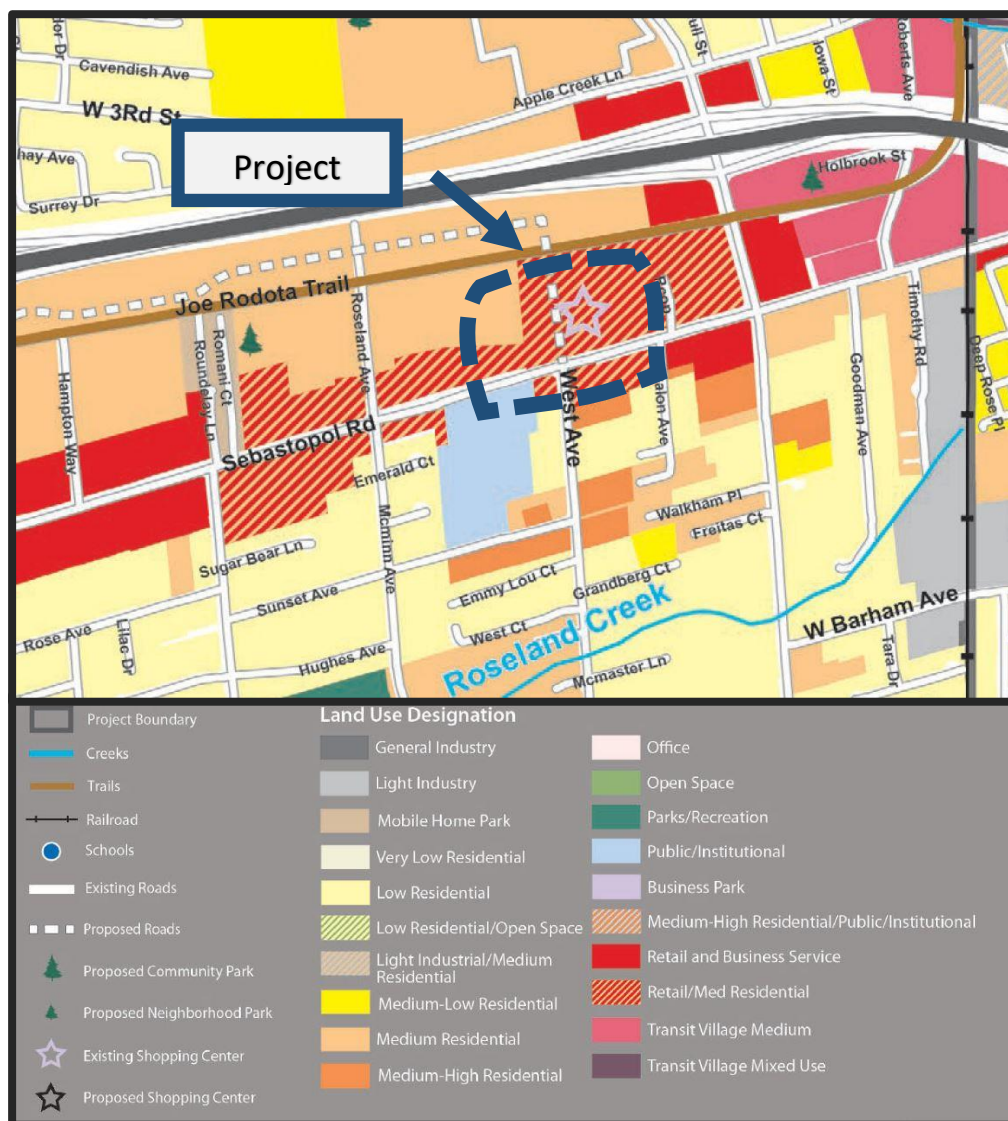 Cavendish Ave
W 3Rd St
Surrey Dr
Apple Creek Ln
Iowa St
Roberts Ave
Holbrook St
Project
Joe Rodota Trail
Roseland Ave
Romani Ct
Roundelay Ln
Hampton Way
Sebastopol Rd
West Ave
Timothy Rd
Goodman Ave
Deep Rose Pl
Emerald Ct
Mcminn Ave
Walkham Pl
Freitas Ct
Sugar Bear Ln
Sunset Ave
Emmy Lou Ct
Grandberg Ct
Rose Ave
Lilac Dr
Hughes Ave
West Ct
Roseland Creek
Mcmaster Ln
W Barham Ave
Tara Dr
Project Boundary
Creeks
Trails
Railroad
Schools
Existing Roads
Proposed Roads
Proposed Community Park
Proposed Neighborhood Park
Existing Shopping Center
Proposed Shopping Center
Land Use Designation
General Industry
Light Industry
Mobile Home Park
Very Low Residential
Low Residential
Low Residential/Open Space
Light Industrial/Medium
Residential
Medium-Low Residential
Medium Residential
Medium-High Residential
Office
Open Space
Parks/Recreation
Public/Institutional
Business Park
Medium-High Residential/Public/Institutional
Retail and Business Service
Retail/Med Residential
Transit Village Medium
Transit Village Mixed Use